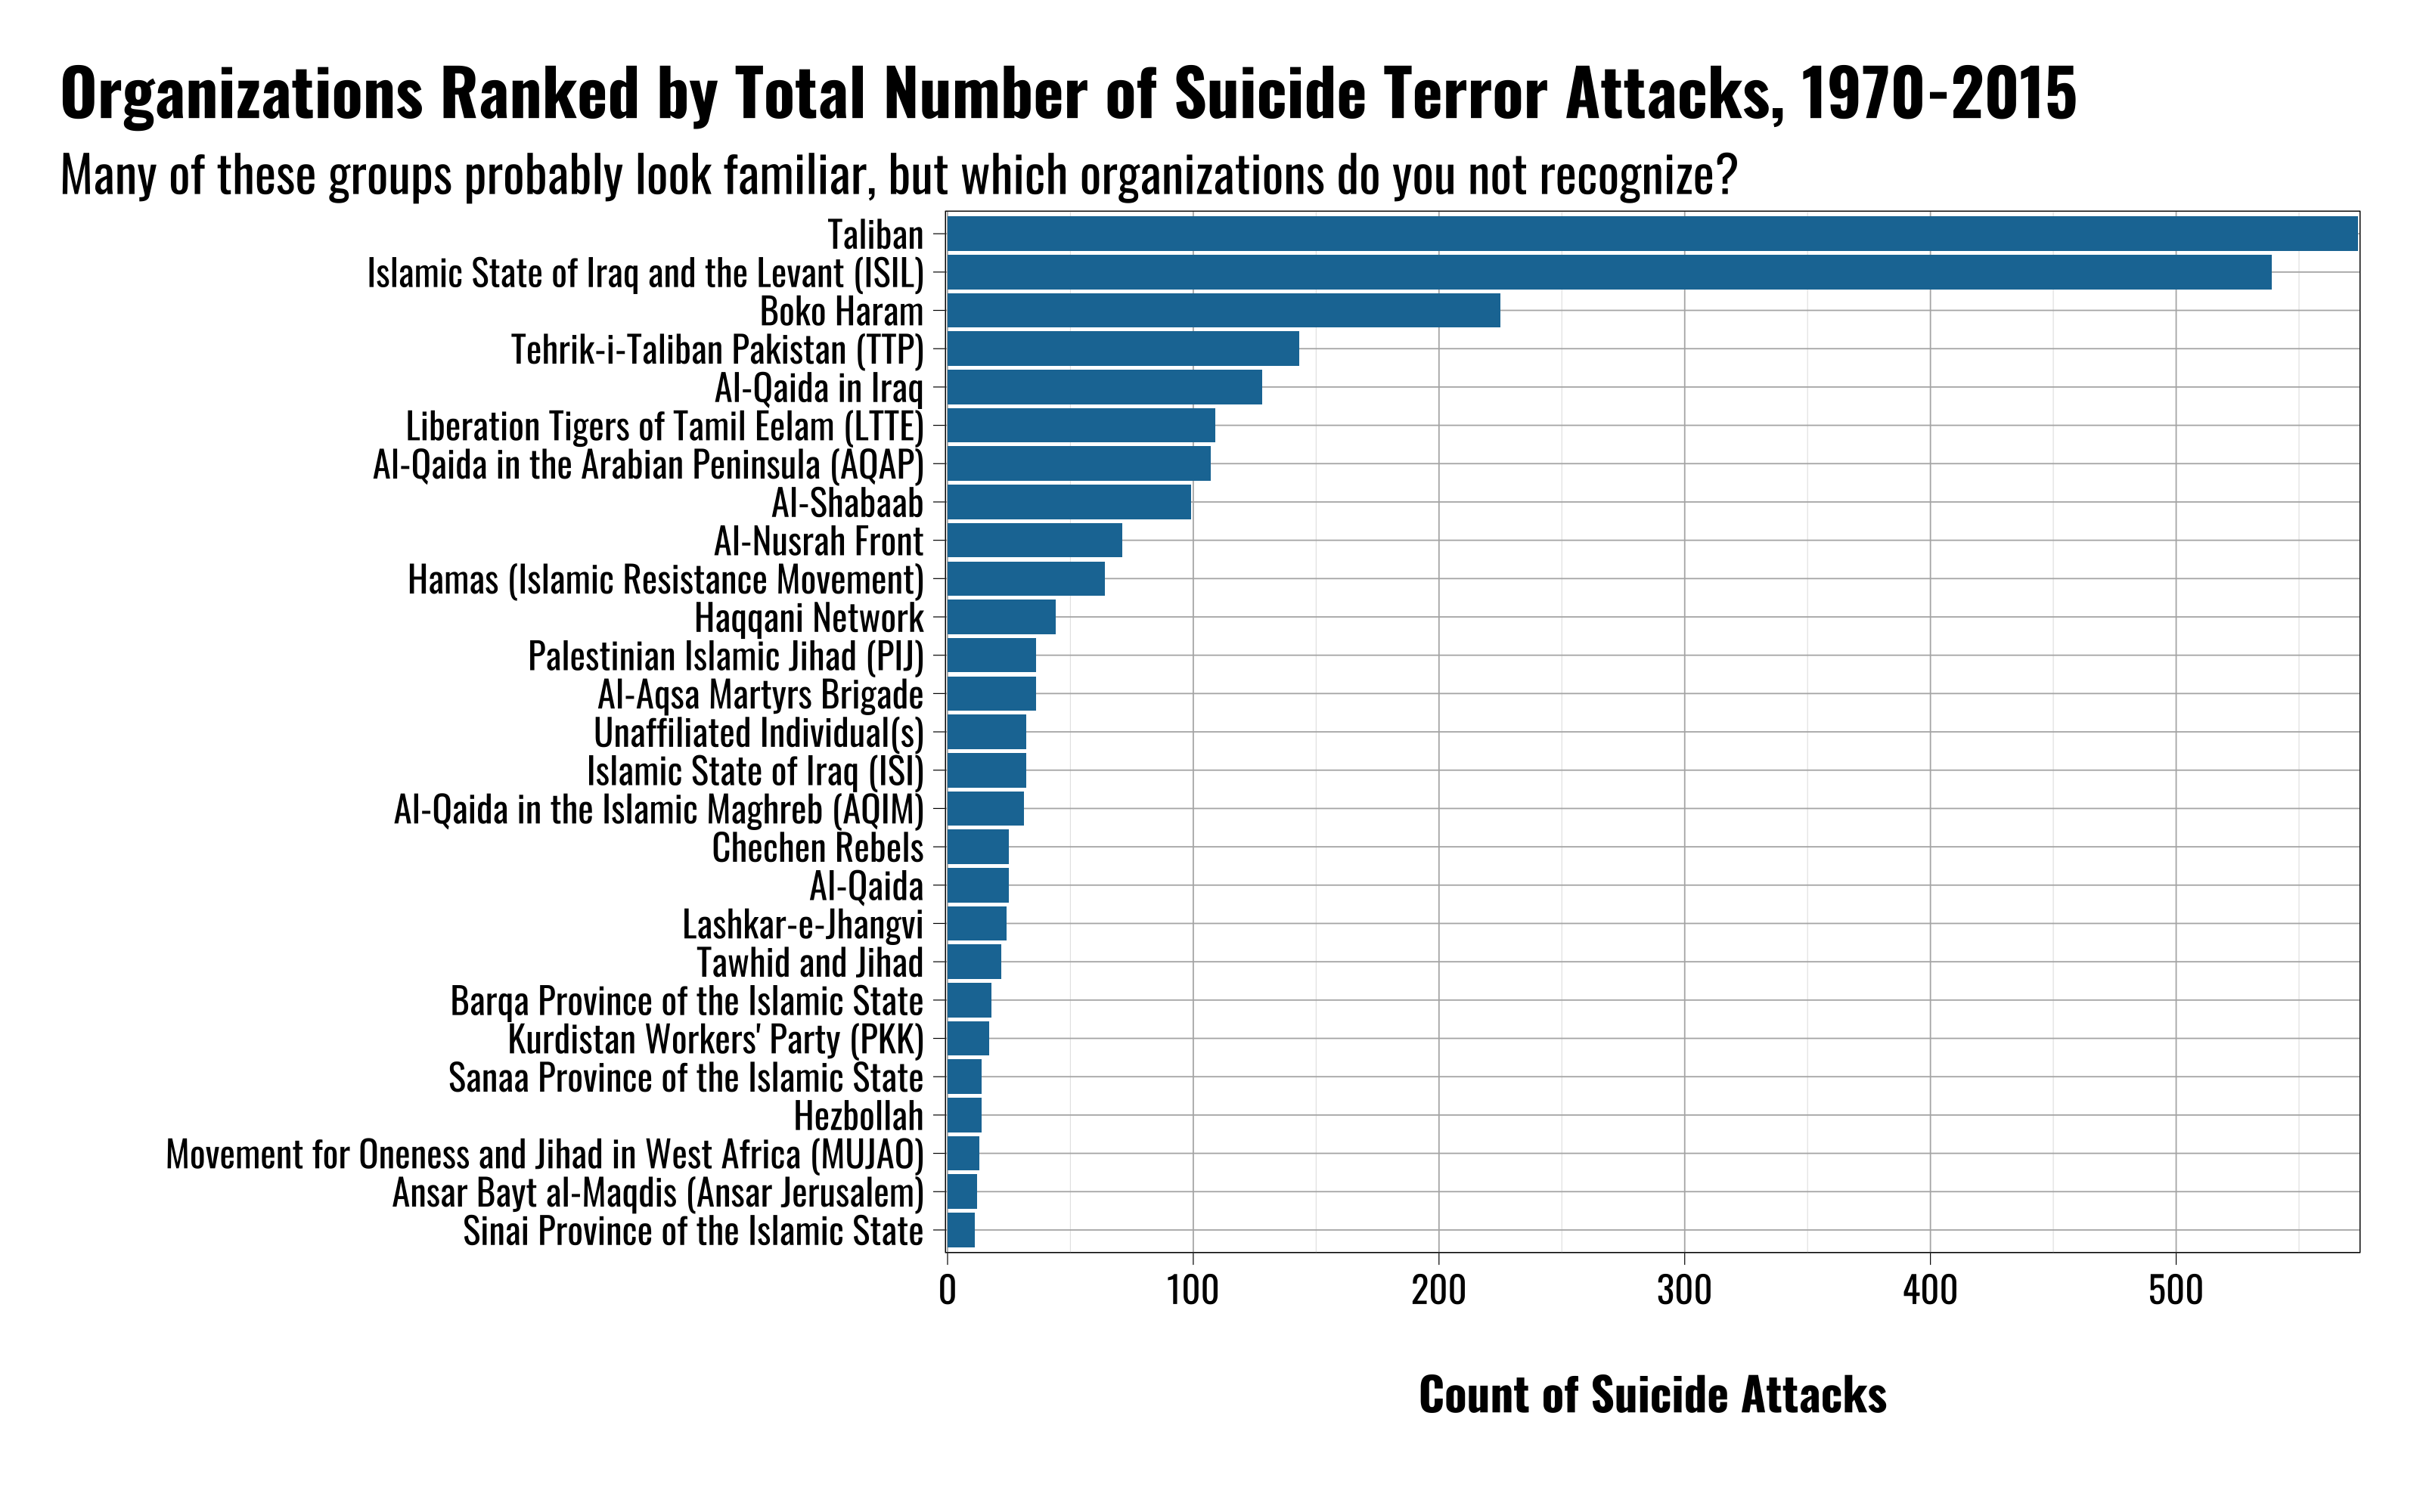 Organizations Ranked by Total Number of Suicide Terror Attacks, 1970-2015
Many of these groups probably look familiar, but which organizations do you not recognize?
Taliban
Islamic State of Iraq and the Levant (ISIL)
Boko Haram
Tehrik-i-Taliban Pakistan (TTP)
Al-Qaida in Iraq
Liberation Tigers of Tamil Eelam (LTTE)
Al-Qaida in the Arabian Peninsula (AQAP)
Al-Shabaab
Al-Nusrah Front
Hamas (Islamic Resistance Movement)
Haqqani Network
Palestinian Islamic Jihad (PIJ)
Al-Aqsa Martyrs Brigade
Unaffiliated Individual(s)
Islamic State of Iraq (ISI)
Al-Qaida in the Islamic Maghreb (AQIM)
Chechen Rebels
Al-Qaida
Lashkar-e-Jhangvi
Tawhid and Jihad
Barqa Province of the Islamic State
Kurdistan Workers' Party (PKK)
Sanaa Province of the Islamic State
Hezbollah
Movement for Oneness and Jihad in West Africa (MUJAO)
Ansar Bayt al-Maqdis (Ansar Jerusalem)
Sinai Province of the Islamic State
0 100 200 300 400 500
Count of Suicide Attacks